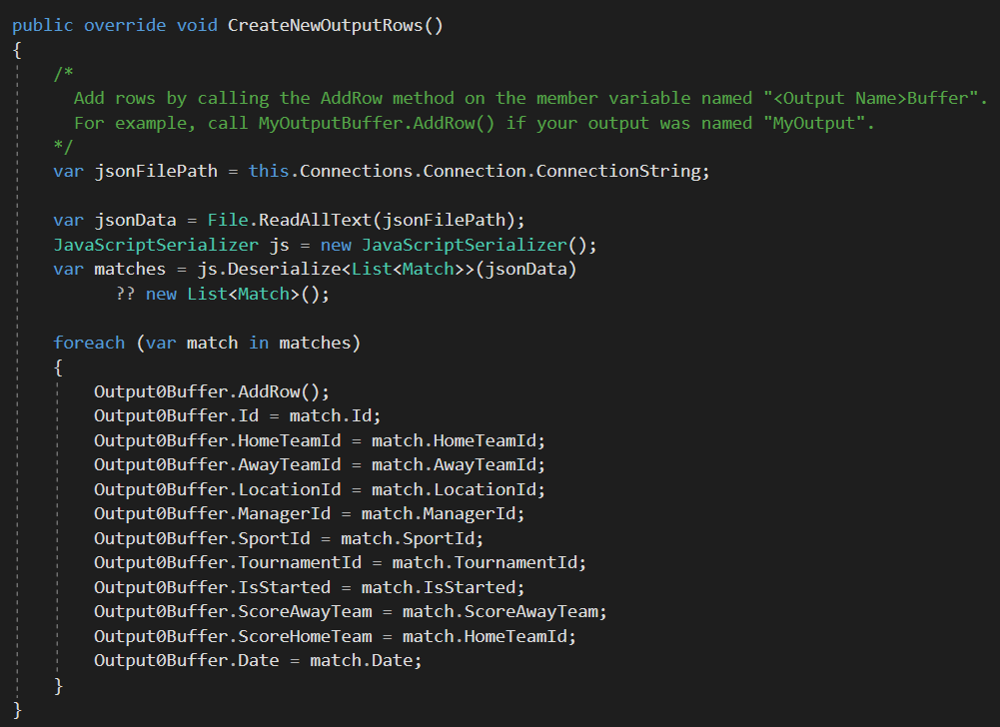 public override void CreateNewOutputRows()
{
    /*
      Add rows by calling the AddRow method on the member variable named "<Output Name>Buffer".
      For example, call MyOutputBuffer.AddRow() if your output was named "MyOutput".
    */
    var jsonFilePath = this.Connections.Connection.ConnectionString;

    var jsonData = File.ReadAllText(jsonFilePath);
    JavaScriptSerializer js = new JavaScriptSerializer();
    var matches = js.Deserialize<List<Match>>(jsonData)
          ?? new List<Match>();

    foreach (var match in matches)
    {
        Output0Buffer.AddRow();
        Output0Buffer.Id = match.Id;
        Output0Buffer.HomeTeamId = match.HomeTeamId;
        Output0Buffer.AwayTeamId = match.AwayTeamId;
        Output0Buffer.LocationId = match.LocationId;
        Output0Buffer.ManagerId = match.ManagerId;
        Output0Buffer.SportId = match.SportId;
        Output0Buffer.TournamentId = match.TournamentId;
        Output0Buffer.IsStarted = match.IsStarted;
        Output0Buffer.ScoreAwayTeam = match.ScoreAwayTeam;
        Output0Buffer.ScoreHomeTeam = match.HomeTeamId;
        Output0Buffer.Date = match.Date;
    }
}